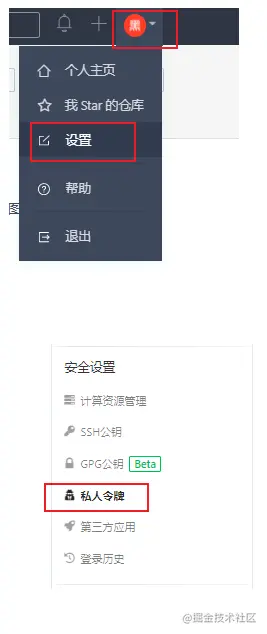 黑
个人主页
我 Star 的仓库
设置
图
帮助
退出
安全设置
计算资源管理
SSH公钥
GPG公钥 Beta
私人令牌
第三方应用
登录历史
@掘金技术社区